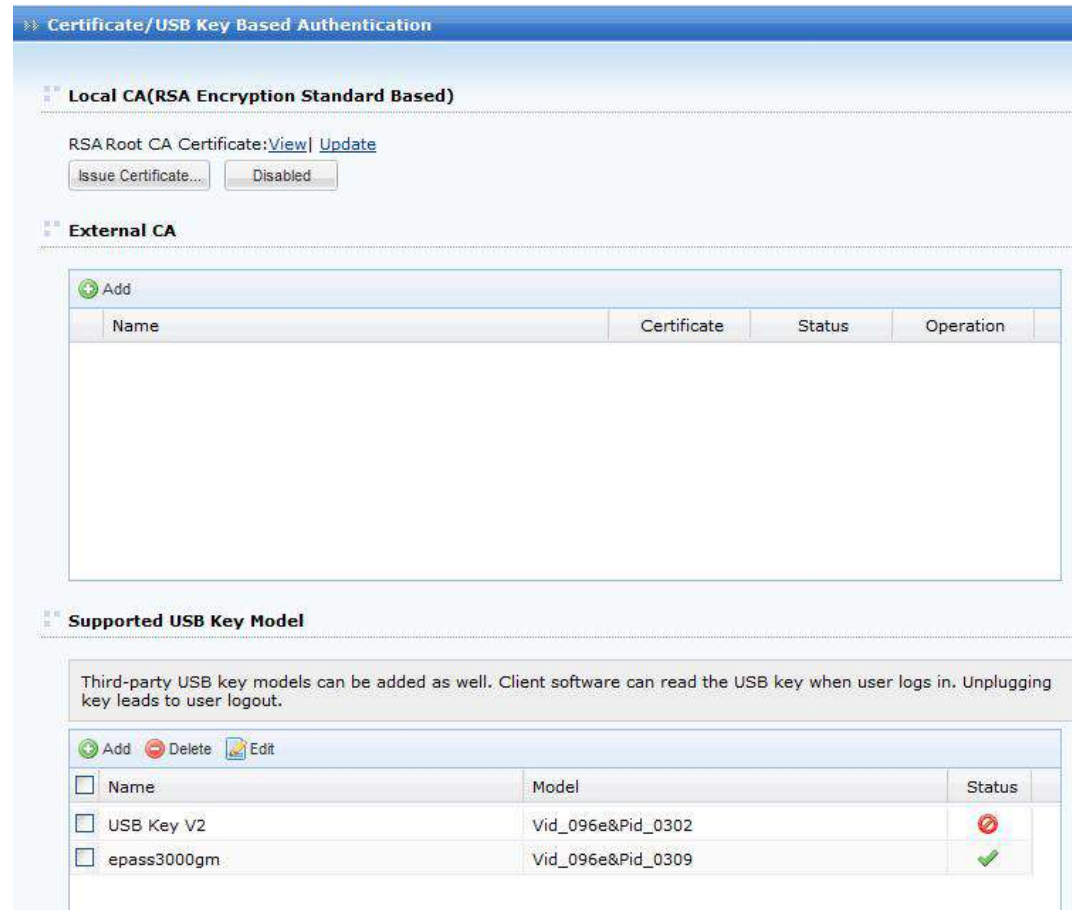 Certificate/USB Key Based Authentication
Local CA(RSA Encryption Standard Based)
RSA Root CA Certificate:View| Update
Issue Certificate... Disabled
External CA
Add
Name Certificate Status Operation
Supported USB Key Model
Third-party USB key models can be added as well. Client software can read the USB key when user logs in. Unplugging
key leads to user logout.
Add Delete Edit
Name Model Status
USB Key V2 Vid_096e&Pid_0302
epass3000gm Vid_096e&Pid_0309